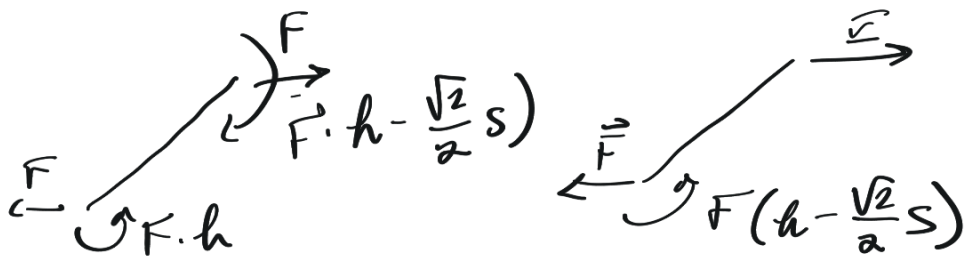 F
F⃗ · h - √2/2 s)
F
F · h
F
F⃗
F(h - √2/2 s)